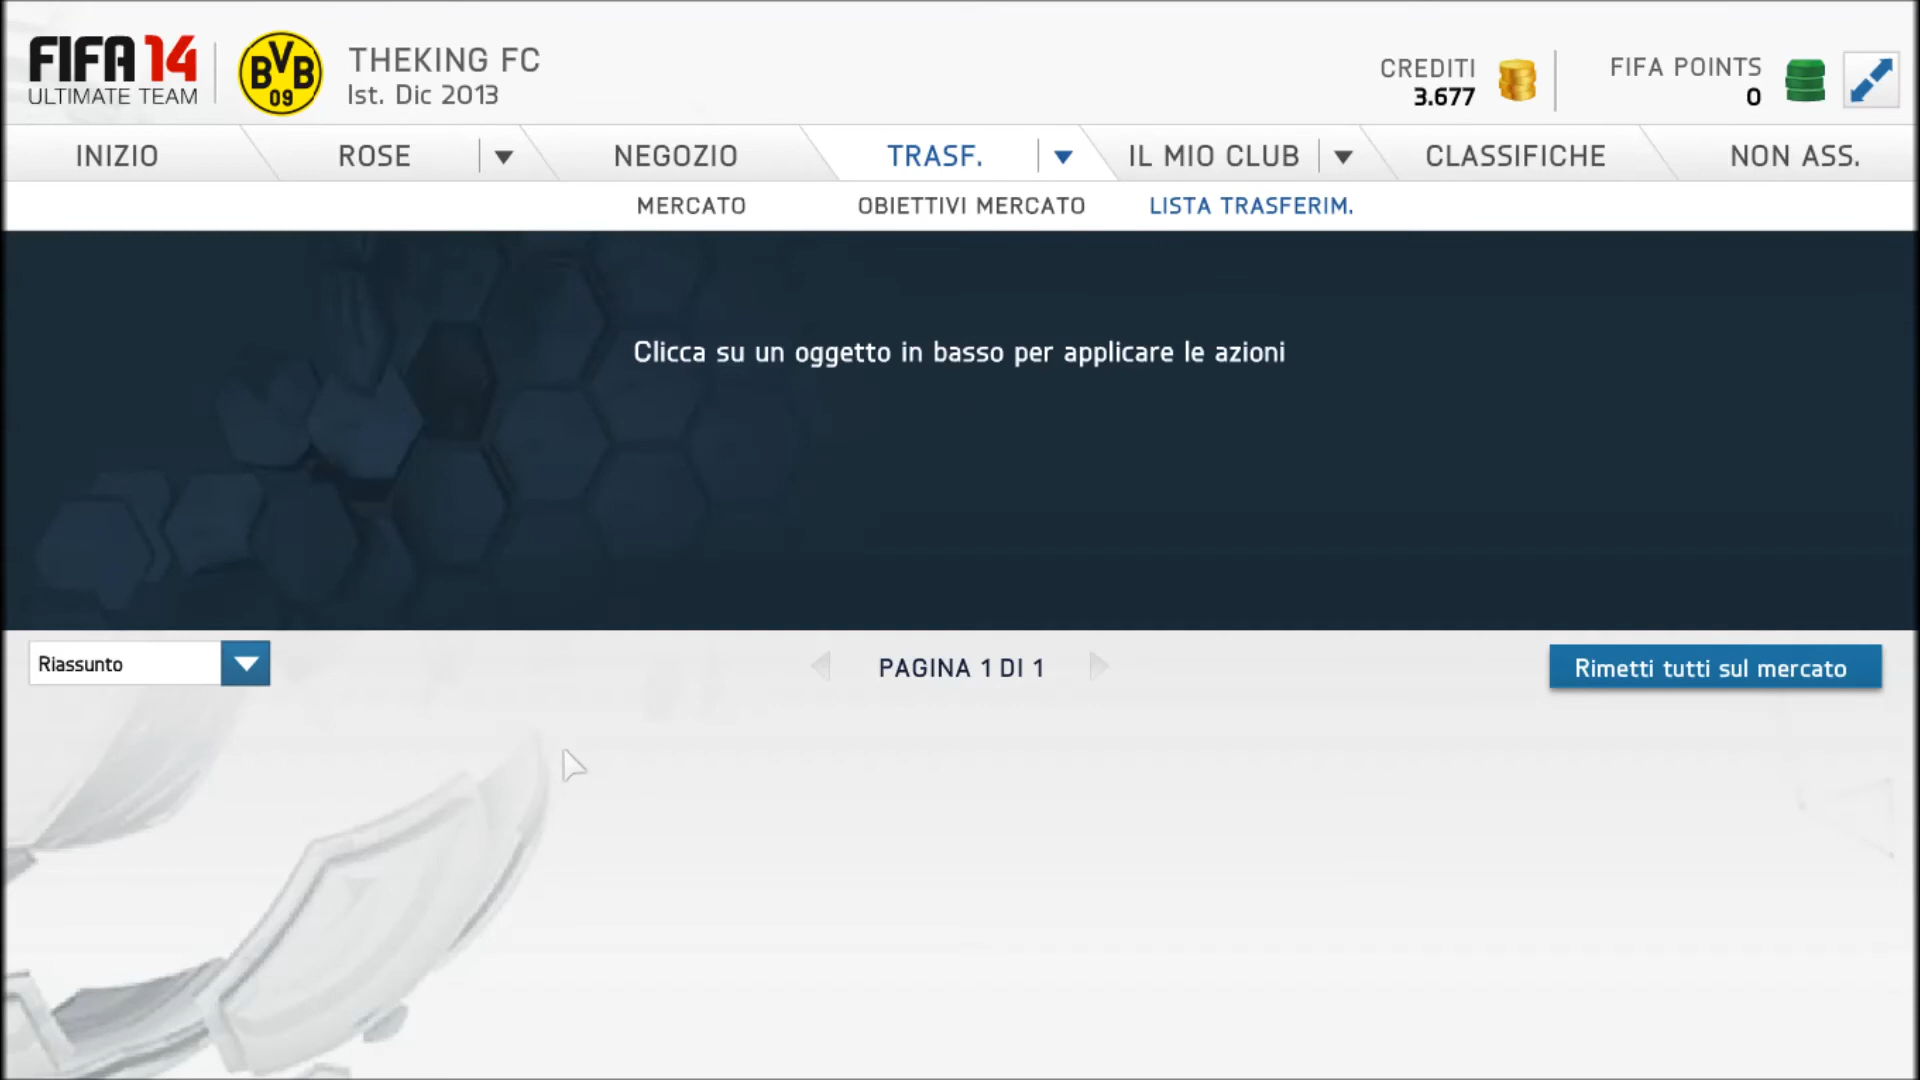 FIFA 14
ULTIMATE TEAM
BVB
09
THEKING FC
Ist. Dic 2013
CREDITI
3.677
FIFA POINTS
0
INIZIO
ROSE
NEGOZIO
TRASF.
IL MIO CLUB
CLASSIFICHE
NON ASS.
MERCATO
OBIETTIVI MERCATO
LISTA TRASFERIM.
Clicca su un oggetto in basso per applicare le azioni
Riassunto
PAGINA 1 DI 1
Rimetti tutti sul mercato